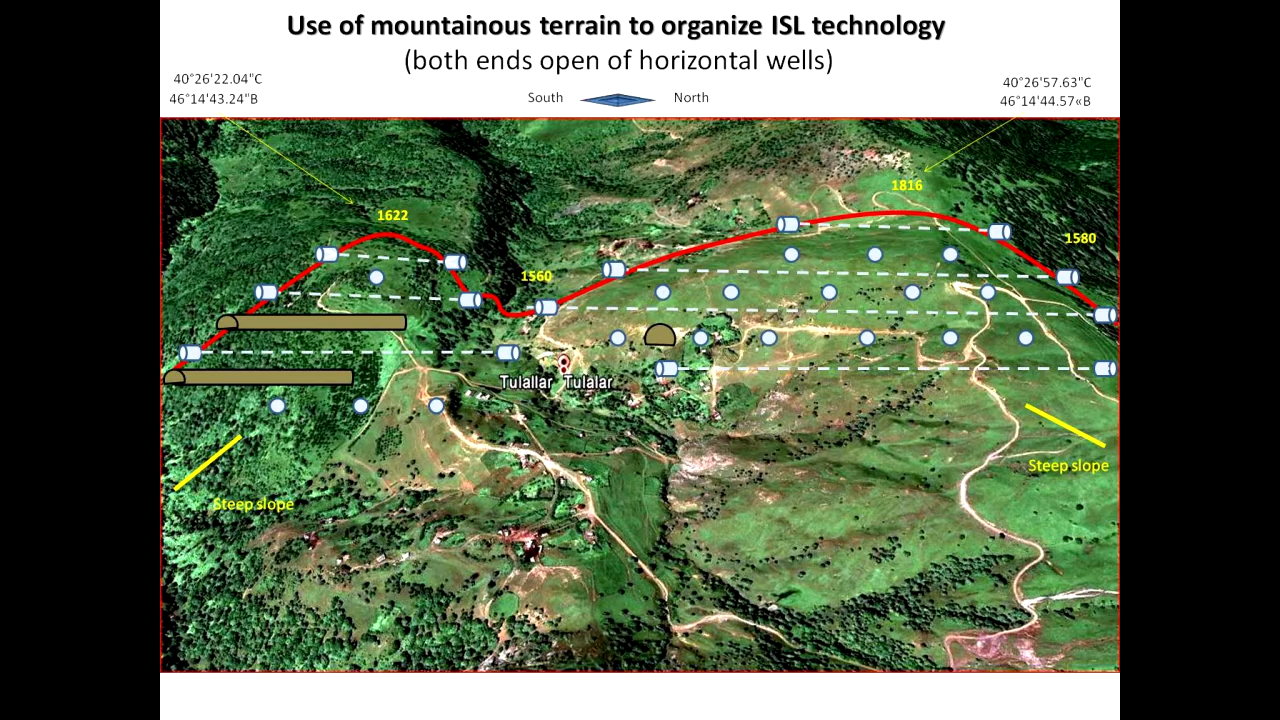 Use of mountainous terrain to organize ISL technology
(both ends open of horizontal wells)
40°26'22.04"C
46°14'43.24"B
South
North
40°26'57.63"C
46°14'44.57«B
1622
1816
1560
1580
Tulallar
Tulalar
Steep slope
Steep slope